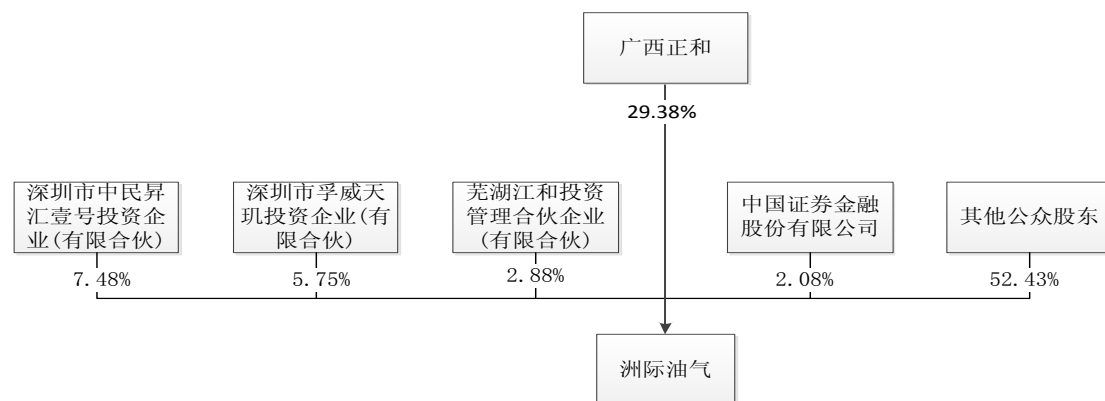 广西正和
29.38%
深圳市中民昇
汇壹号投资企
业(有限合伙)
深圳市孚威天
玑投资企业(有
限合伙)
芜湖江和投资
管理合伙企业
(有限合伙)
中国证券金融
股份有限公司
其他公众股东
7.48%
5.75%
2.88%
2.08%
52.43%
洲际油气